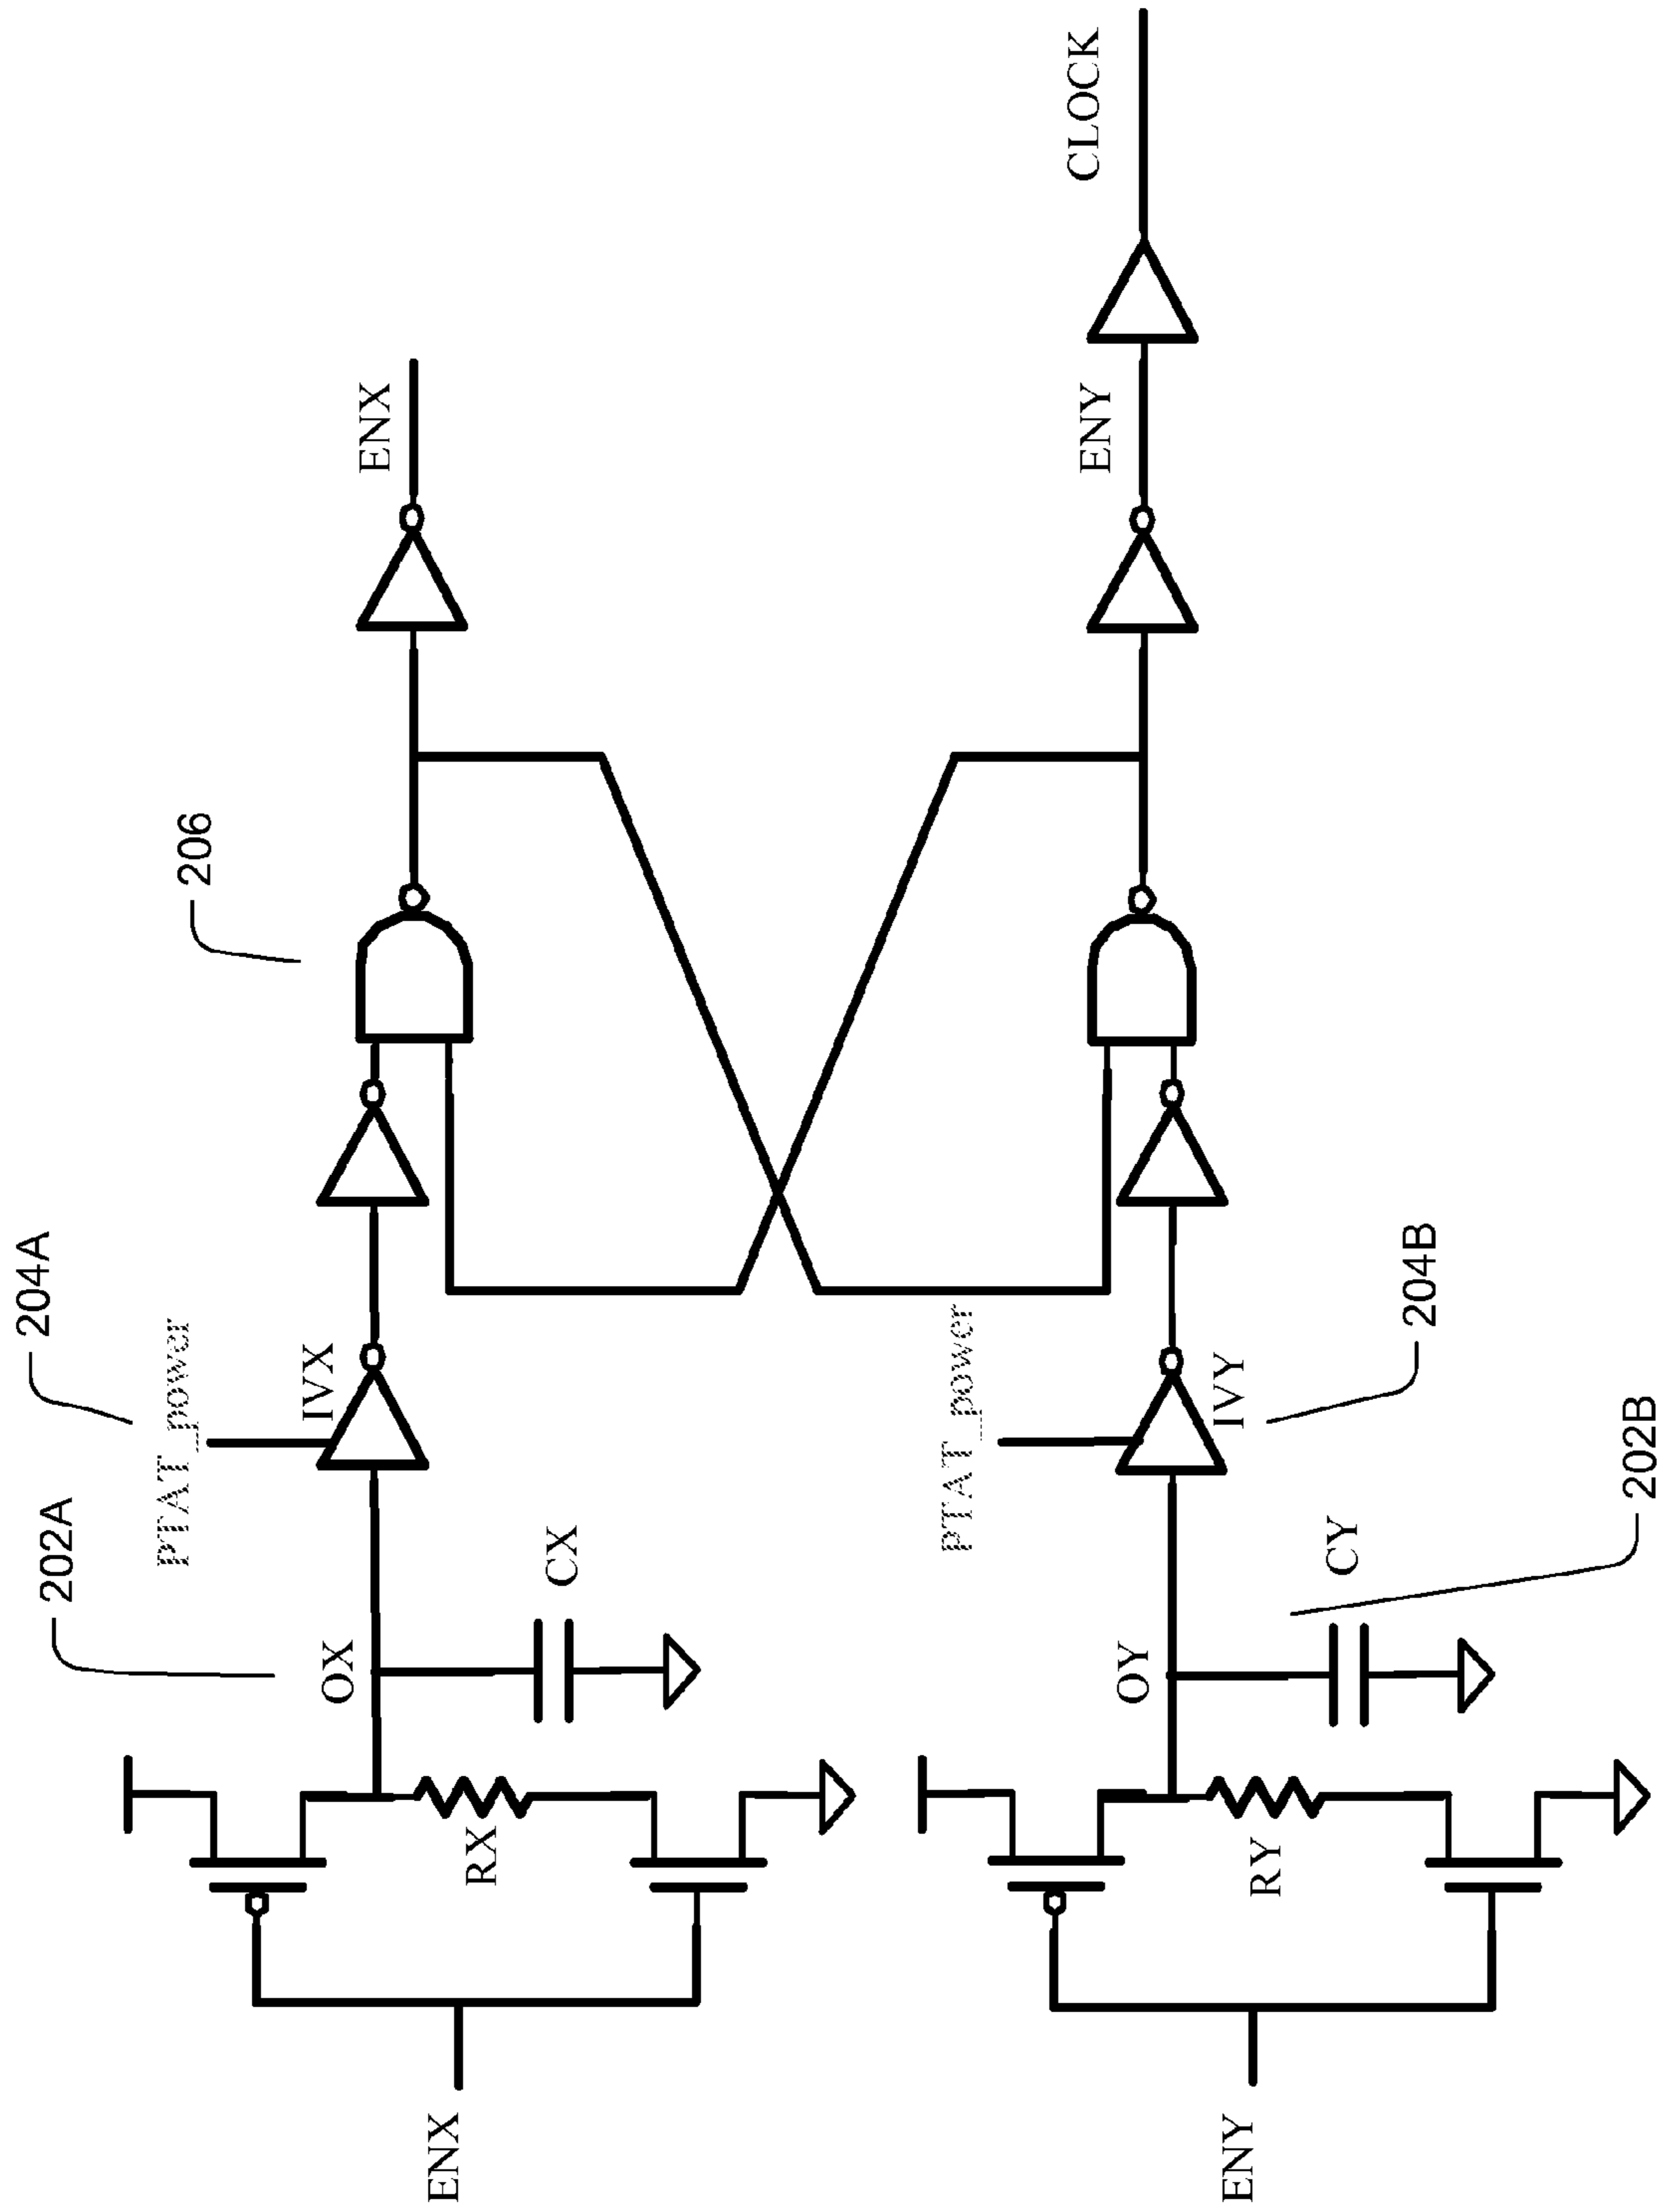 204A
202A
PTAT_power
206
ENX
IVX
OX
CX
RX
ENX
CLOCK
PTAT_power
ENY
IVY
204B
OY
CY
202B
RY
ENY